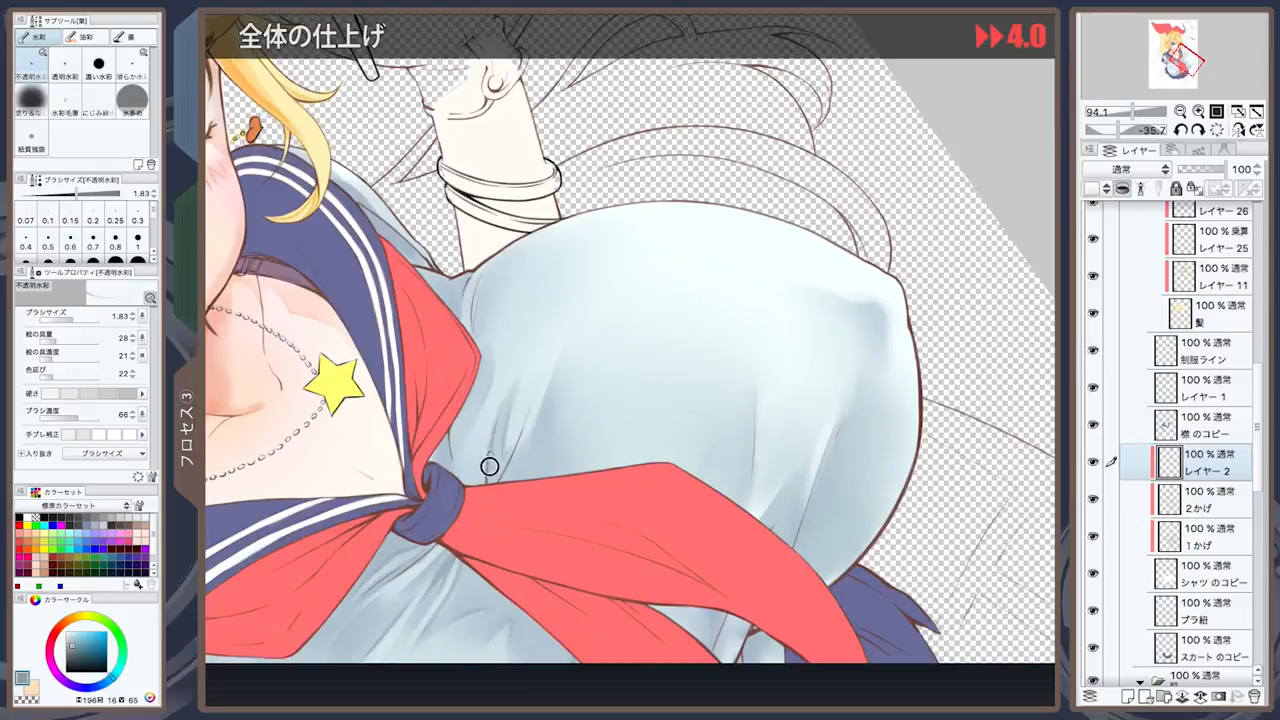 サブツール[筆]
水彩
油彩
墨
不透明水彩
透明水彩
濃い水彩
滑らか水彩
塗り&なじませ
水彩毛筆
にじみ縁
水多め
紙質強調
ブラシサイズ[不透明水彩]
1.83
0.07 0.1 0.15 0.2 0.25 0.3
0.4 0.5 0.6 0.7 0.8 1
ツールプロパティ[不透明水彩]
不透明水彩
ブラシサイズ 1.83
絵の具量 28
絵の具濃度 21
色延び 22
硬さ
ブラシ濃度 66
手ブレ補正
入り抜き ブラシサイズ
カラーセット
標準カラーセット
カラーサークル
H196 S 16 V 65
プロセス③
全体の仕上げ
4.0
94.1
-35.7
レイヤー
通常 100
レイヤー 26
100 % 乗算
レイヤー 25
100 % 通常
レイヤー 11
100 % 通常
髪
100 % 通常
制服ライン
100 % 通常
レイヤー 1
100 % 通常
襟 のコピー
100 % 通常
レイヤー 2
100 % 通常
2かげ
100 % 通常
1かげ
100 % 通常
シャツ のコピー
100 % 通常
ブラ紐
100 % 通常
スカート のコピー
100 % 通常